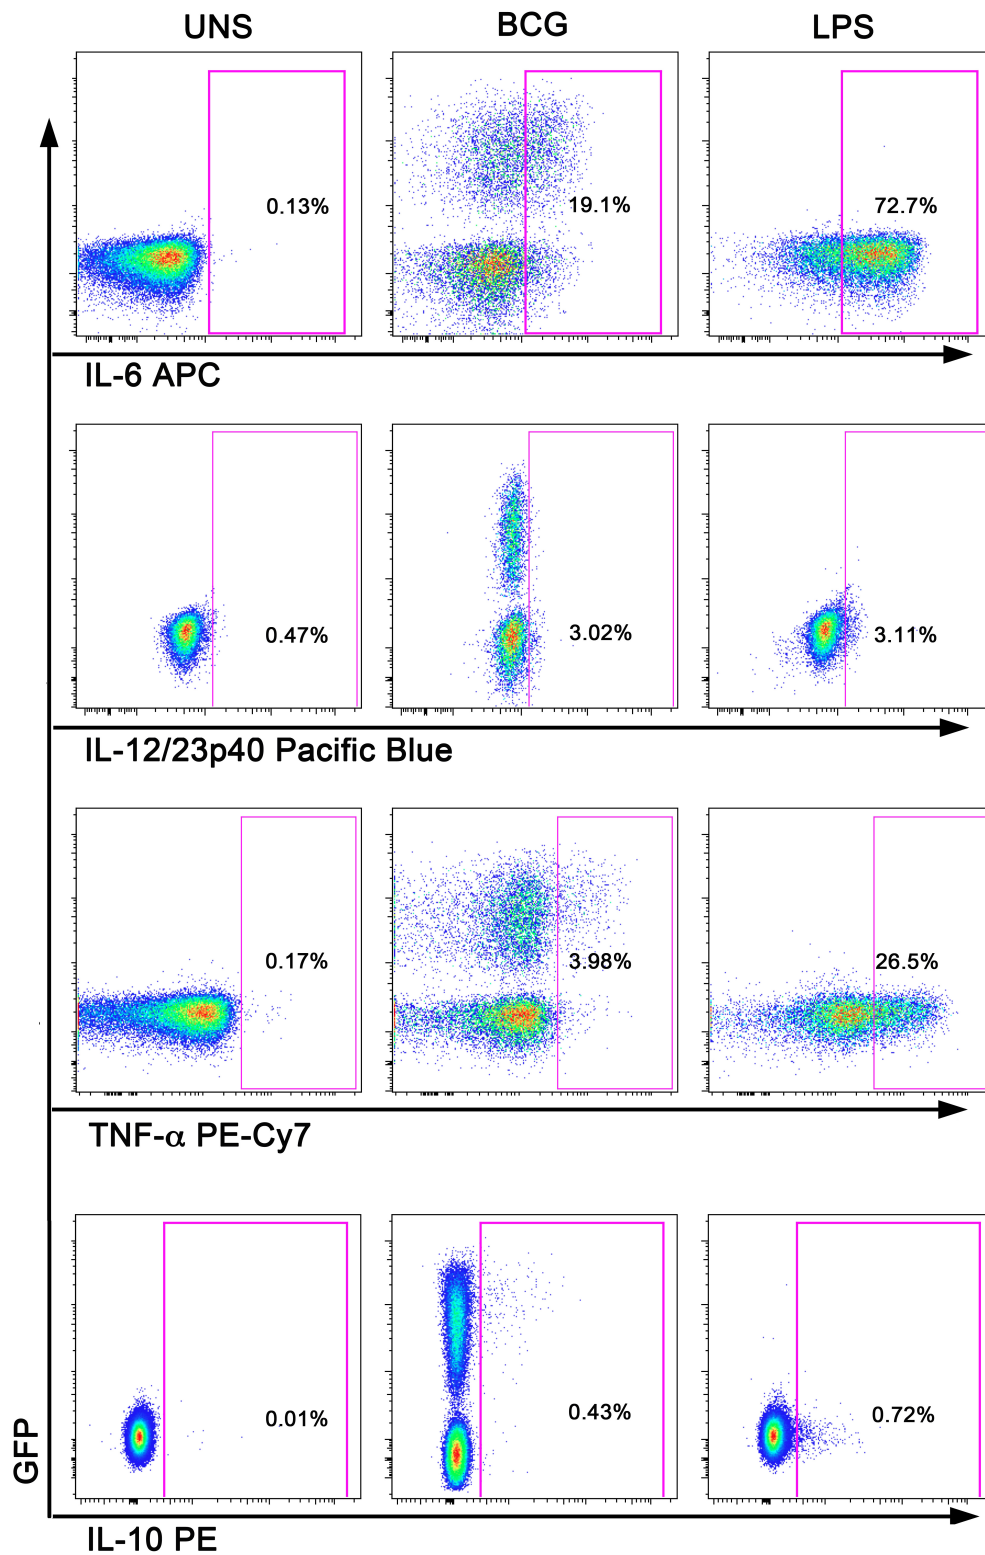 UNS BCG LPS
0.13% 19.1% 72.7%
IL-6 APC
0.47% 3.02% 3.11%
IL-12/23p40 Pacific Blue
0.17% 3.98% 26.5%
TNF-α PE-Cy7
0.01% 0.43% 0.72%
GFP
IL-10 PE